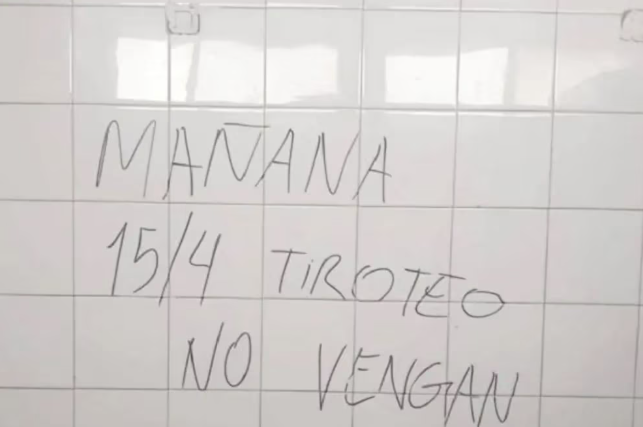 MAÑANA
15/4 TIROTEO
NO VENGAN